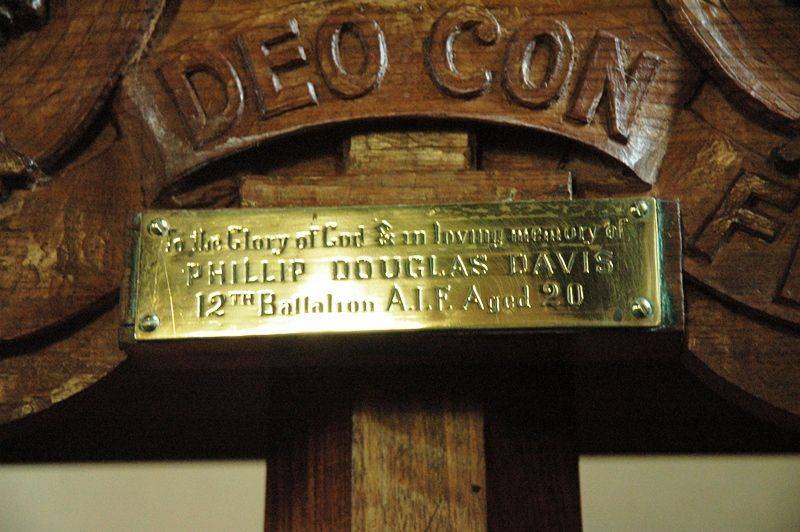 DEO CON
To the Glory of God & in loving memory of
PHILLIP DOUGLAS DAVIS
12TH Battalion A.I.F. Aged 20